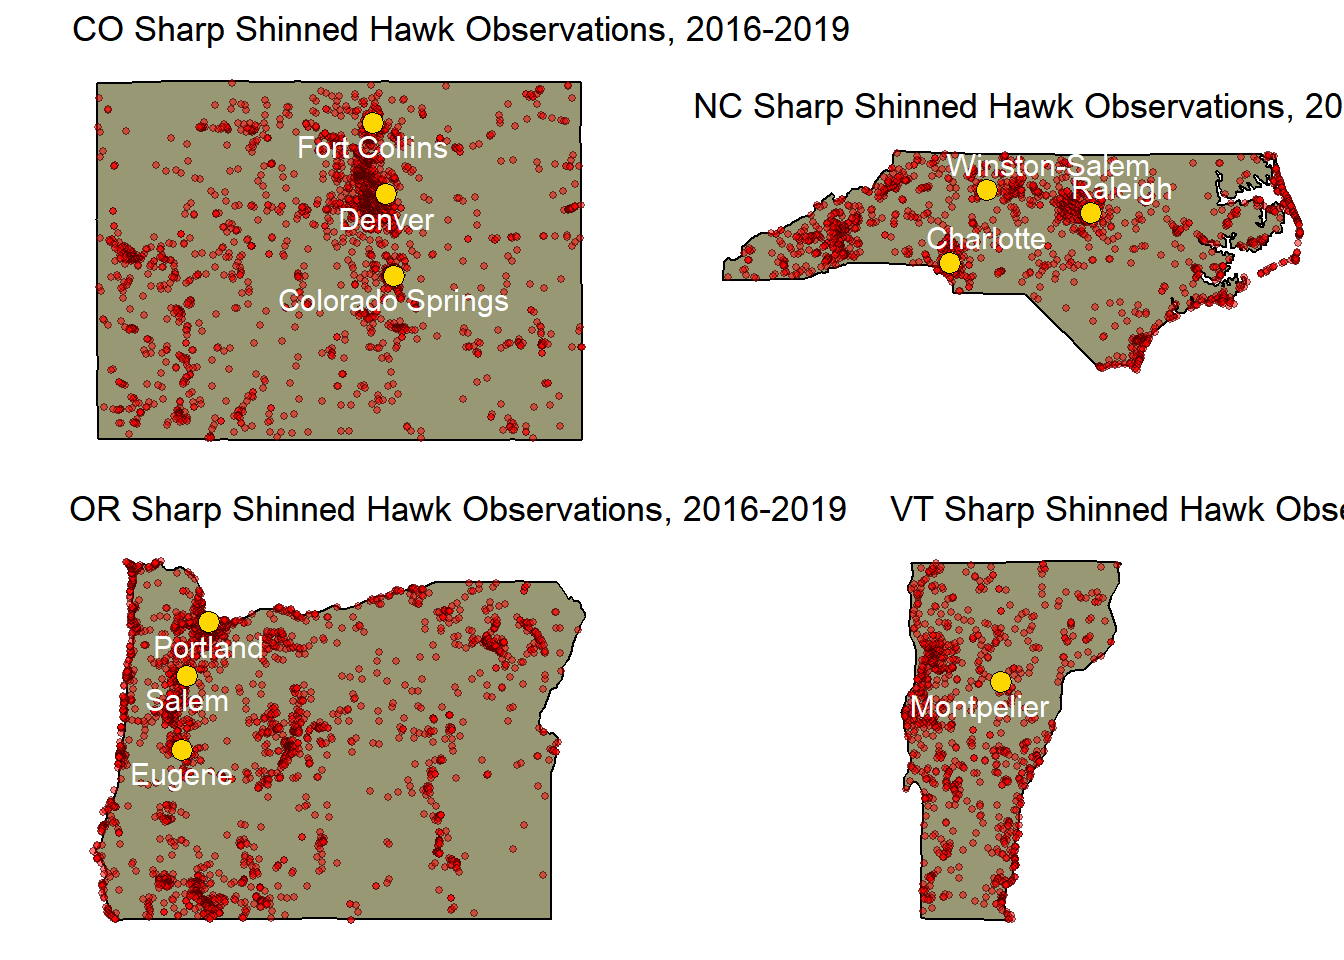 CO Sharp Shinned Hawk Observations, 2016-2019
Fort Collins
Denver
Colorado Springs
NC Sharp Shinned Hawk Observations, 20
Winston-Salem
Raleigh
Charlotte
OR Sharp Shinned Hawk Observations, 2016-2019
Portland
Salem
Eugene
VT Sharp Shinned Hawk Obse
Montpelier